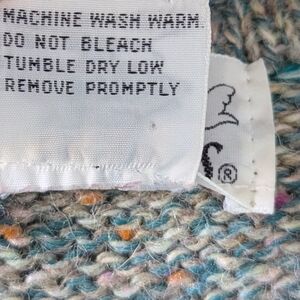 MACHINE WASH WARM
DO NOT BLEACH
TUMBLE DRY LOW
REMOVE PROMPTLY
®